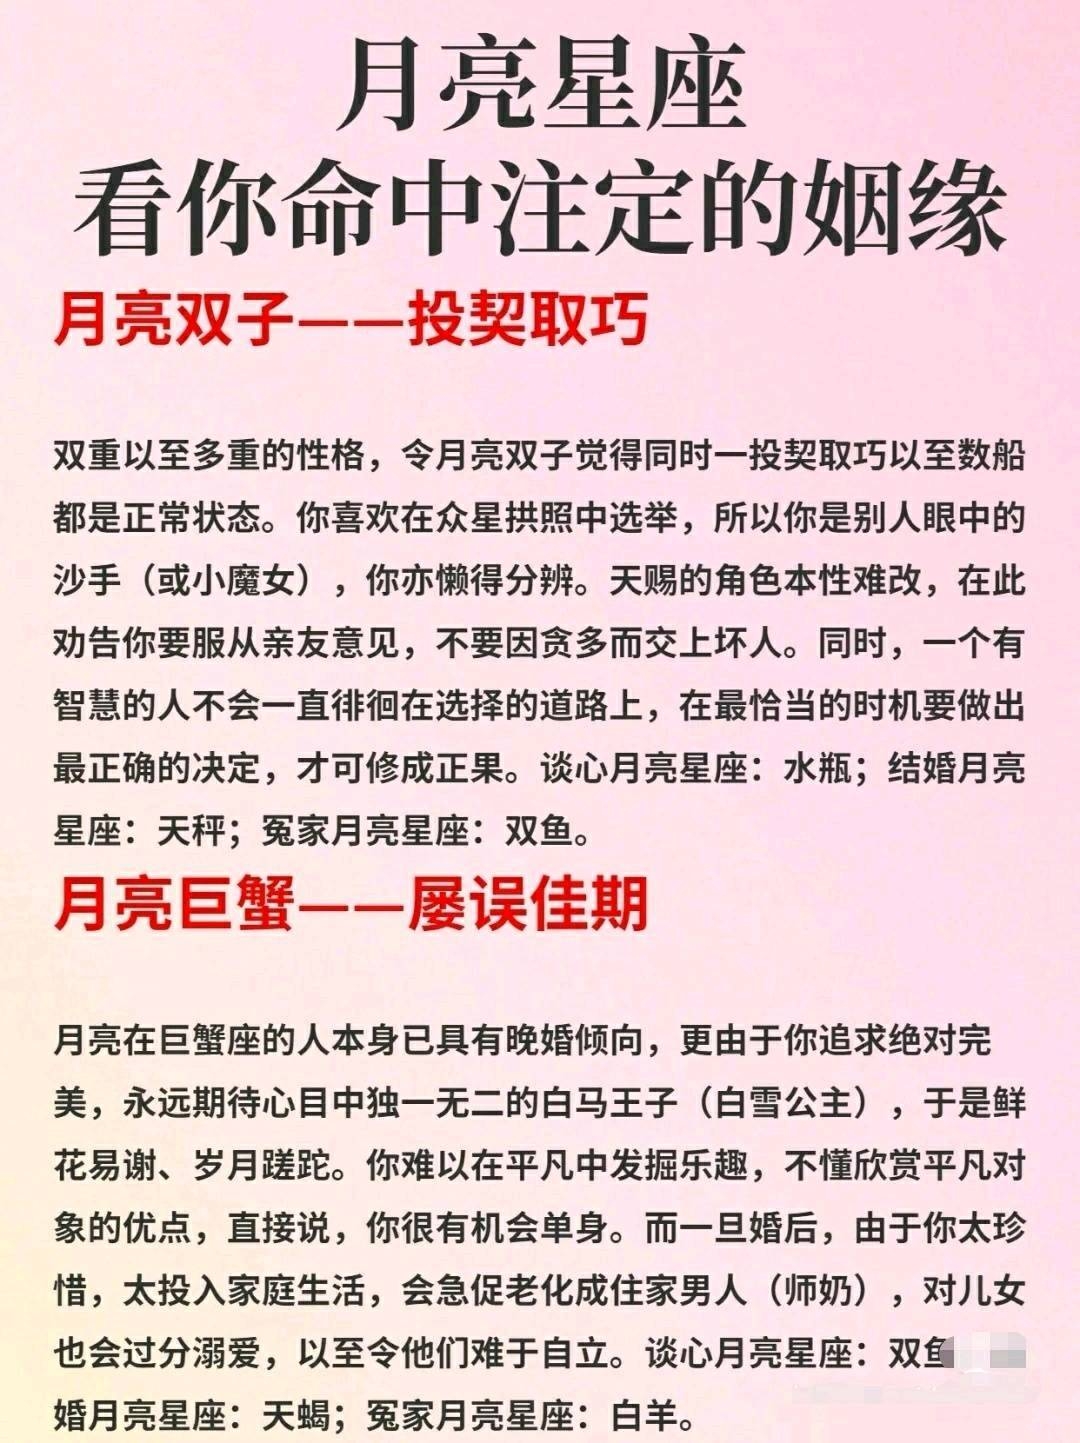 月亮星座
看你命中注定的姻缘
月亮双子——投契取巧
双重以至多重的性格，令月亮双子觉得同时一投契取巧以至数船
都是正常状态。你喜欢在众星拱照中选举，所以你是别人眼中的
沙手（或小魔女），你亦懒得分辨。天赐的角色本性难改，在此
劝告你要服从亲友意见，不要因贪多而交上坏人。同时，一个有
智慧的人不会一直徘徊在选择的道路上，在最恰当的时机要做出
最正确的决定，才可修成正果。谈心月亮星座：水瓶；结婚月亮
星座：天秤；冤家月亮星座：双鱼。
月亮巨蟹——屡误佳期
月亮在巨蟹座的人本身已具有晚婚倾向，更由于你追求绝对完
美，永远期待心目中独一无二的白马王子（白雪公主），于是鲜
花易谢、岁月蹉跎。你难以在平凡中发掘乐趣，不懂欣赏平凡对
象的优点，直接说，你很有机会单身。而一旦婚后，由于你太珍
惜，太投入家庭生活，会急促老化成住家男人（师奶），对儿女
也会过分溺爱，以至令他们难于自立。谈心月亮星座：双鱼
婚月亮星座：天蝎；冤家月亮星座：白羊。